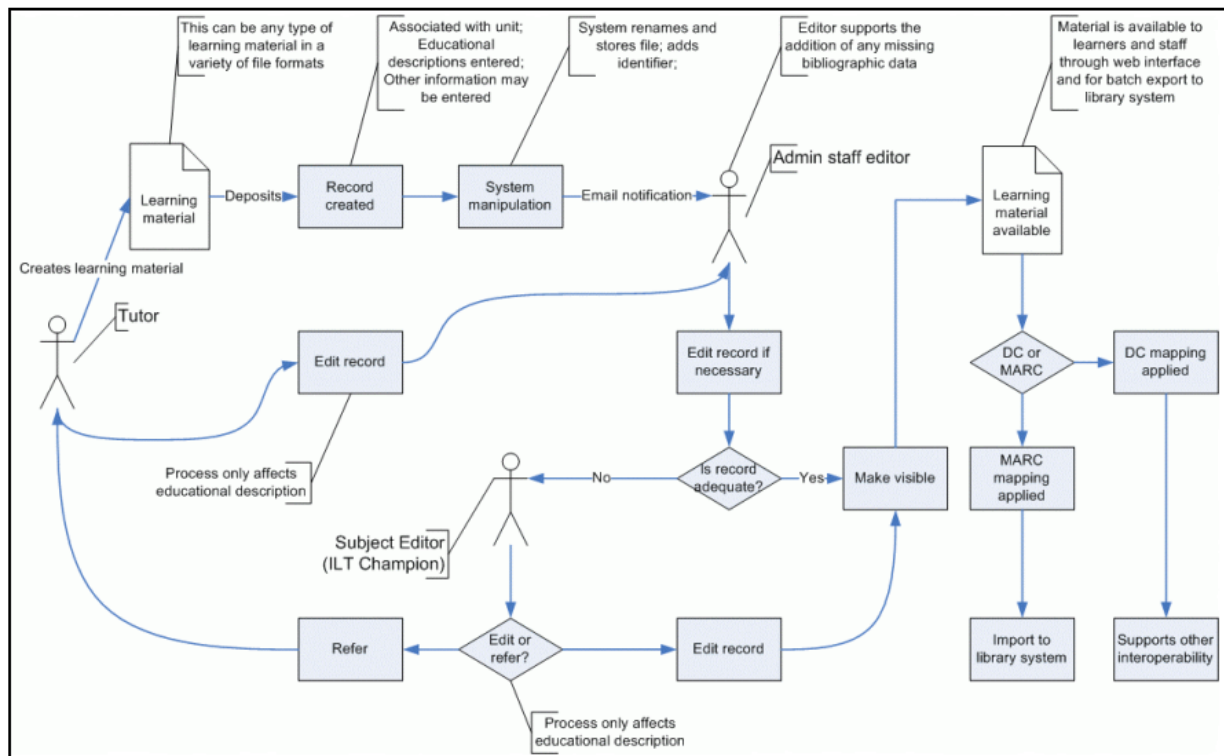 This can be any type of
learning material in a
variety of file formats
Associated with unit;
Educational
descriptions entered;
Other information may
be entered
System renames and
stores file; adds
identifier;
Editor supports the
addition of any missing
bibliographic data
Material is available to
learners and staff
through web interface
and for batch export to
library system
Admin staff editor
Learning
material
Deposits
Record
created
System
manipulation
Email notification
Learning
material
available
Creates learning material
Tutor
Edit record
Edit record if
necessary
DC or
MARC
DC mapping
applied
Process only affects
educational description
No
Is record
adequate?
Yes
Make visible
MARC
mapping
applied
Subject Editor
(ILT Champion)
Refer
Edit or
refer?
Edit record
Import to
library system
Supports other
interoperability
Process only affects
educational description